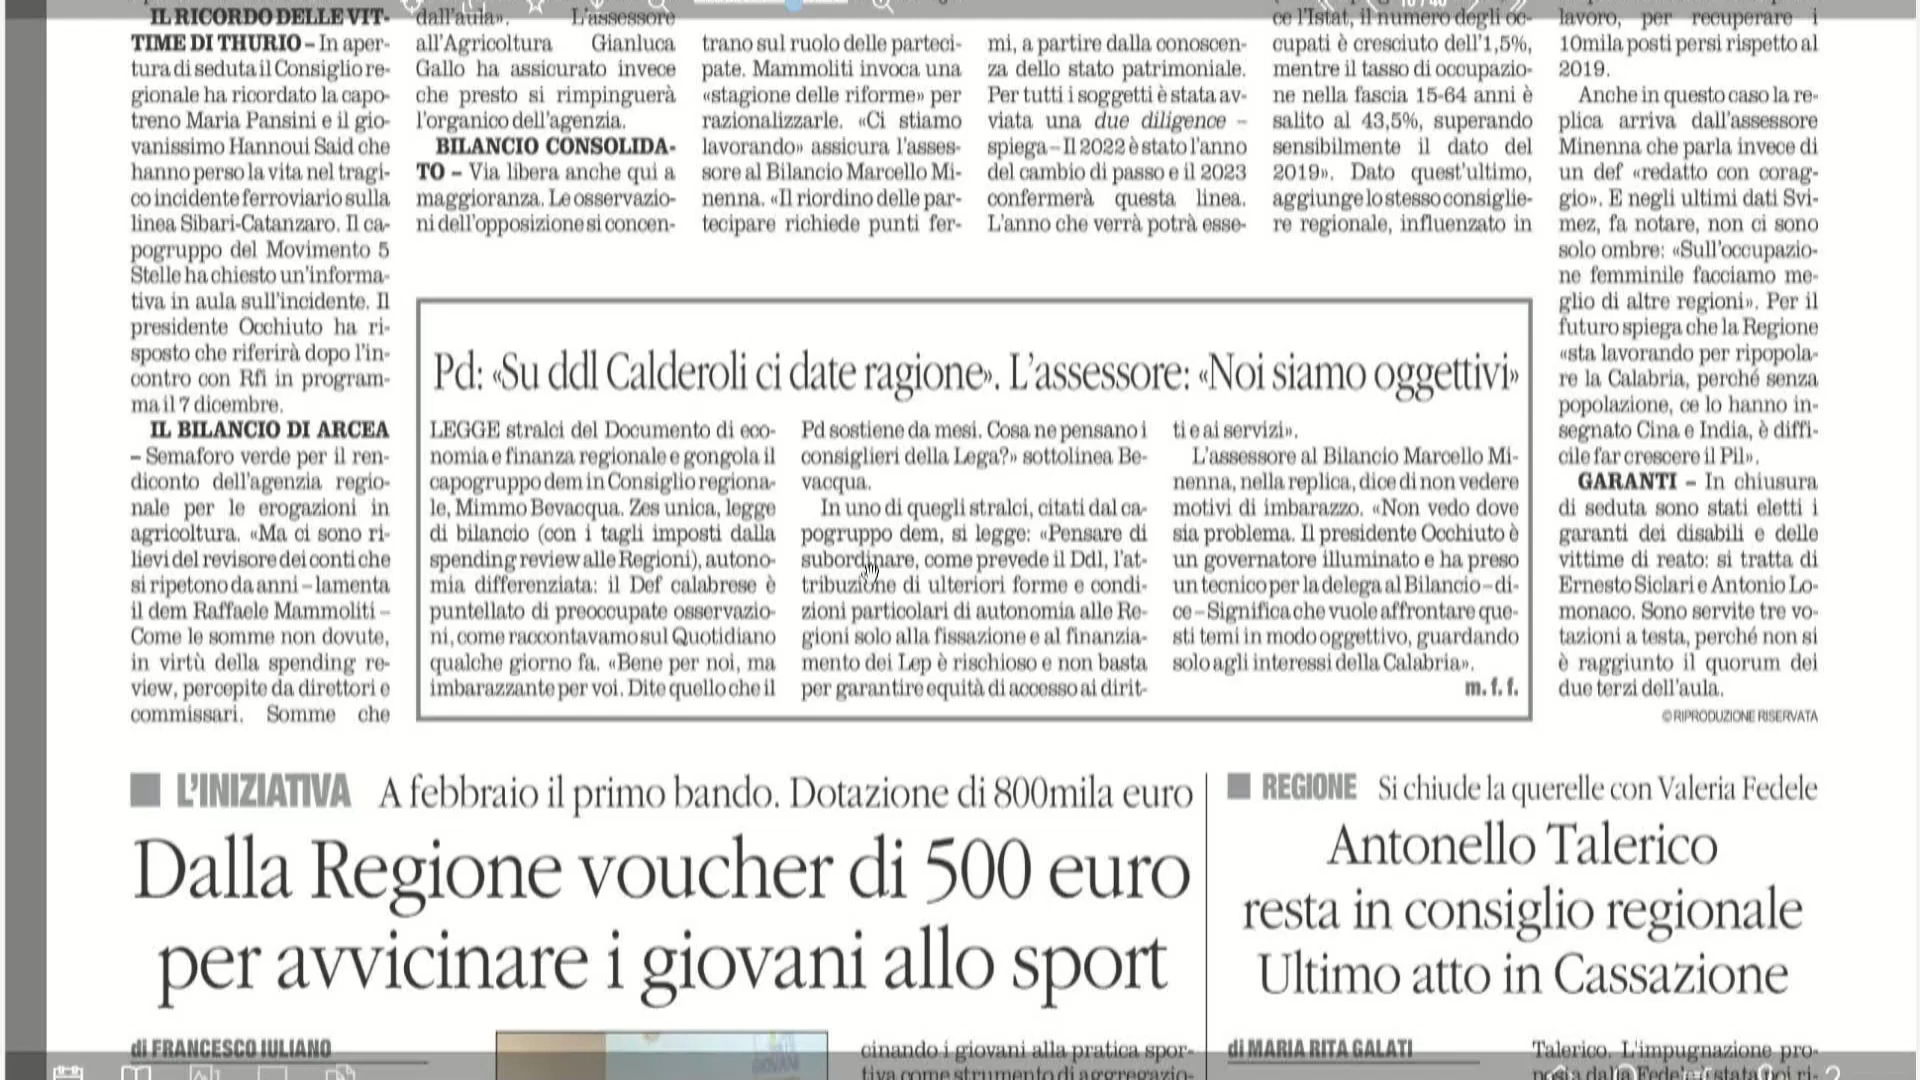 IL RICORDO DELLE VIT-
TIME DI THURIO – In aper-
tura di seduta il Consiglio re-
gionale ha ricordato la capo-
treno Maria Pansini e il gio-
vanissimo Hannoui Said che
hanno perso la vita nel tragi-
co incidente ferroviario sulla
linea Sibari-Catanzaro. Il ca-
pogruppo del Movimento 5
Stelle ha chiesto un'informa-
tiva in aula sull'incidente. Il
presidente Occhiuto ha ri-
sposto che riferirà dopo l'in-
contro con Rfi in program-
ma il 7 dicembre.
IL BILANCIO DI ARCEA
– Semaforo verde per il ren-
diconto dell'agenzia regio-
nale per le erogazioni in
agricoltura. «Ma ci sono ri-
lievi del revisore dei conti che
si ripetono da anni – lamenta
il dem Raffaele Mammoliti –
Come le somme non dovute,
in virtù della spending re-
view, percepite da direttori e
commissari. Somme che
dall'aula». L'assessore
all'Agricoltura Gianluca
Gallo ha assicurato invece
che presto si rimpinguerà
l'organico dell'agenzia.
BILANCIO CONSOLIDA-
TO – Via libera anche qui a
maggioranza. Le osservazio-
ni dell'opposizione si concen-
trano sul ruolo delle parteci-
pate. Mammoliti invoca una
«stagione delle riforme» per
razionalizzarle. «Ci stiamo
lavorando» assicura l'asses-
sore al Bilancio Marcello Mi-
nenna. «Il riordino delle par-
tecipare richiede punti fer-
mi, a partire dalla conoscen-
za dello stato patrimoniale.
Per tutti i soggetti è stata av-
viata una due diligence –
spiega – Il 2022 è stato l'anno
del cambio di passo e il 2023
confermerà questa linea.
L'anno che verrà potrà esse-
ce l'Istat, il numero degli oc-
cupati è cresciuto dell'1,5%,
mentre il tasso di occupazio-
ne nella fascia 15-64 anni è
salito al 43,5%, superando
sensibilmente il dato del
2019». Dato quest'ultimo,
aggiunge lo stesso consiglie-
re regionale, influenzato in
lavoro, per recuperare i
10mila posti persi rispetto al
2019.
Anche in questo caso la re-
plica arriva dall'assessore
Minenna che parla invece di
un def «redatto con corag-
gio». E negli ultimi dati Svi-
mez, fa notare, non ci sono
solo ombre: «Sull'occupazio-
ne femminile facciamo me-
glio di altre regioni». Per il
futuro spiega che la Regione
«sta lavorando per ripopola-
re la Calabria, perché senza
popolazione, ce lo hanno in-
segnato Cina e India, è diffi-
cile far crescere il Pil».
GARANTI – In chiusura
di seduta sono stati eletti i
garanti dei disabili e delle
vittime di reato: si tratta di
Ernesto Siclari e Antonio Lo-
monaco. Sono servite tre vo-
tazioni a testa, perché non si
è raggiunto il quorum dei
due terzi dell'aula.
©RIPRODUZIONE RISERVATA
Pd: «Su ddl Calderoli ci date ragione». L'assessore: «Noi siamo oggettivi»
LEGGE stralci del Documento di eco-
nomia e finanza regionale e gongola il
capogruppo dem in Consiglio regiona-
le, Mimmo Bevacqua. Zes unica, legge
di bilancio (con i tagli imposti dalla
spending review alle Regioni), autono-
mia differenziata: il Def calabrese è
puntellato di preoccupate osservazio-
ni, come raccontavamo sul Quotidiano
qualche giorno fa. «Bene per noi, ma
imbarazzante per voi. Dite quello che il
Pd sostiene da mesi. Cosa ne pensano i
consiglieri della Lega?» sottolinea Be-
vacqua.
In uno di quegli stralci, citati dal ca-
pogruppo dem, si legge: «Pensare di
subordinare, come prevede il Ddl, l'at-
tribuzione di ulteriori forme e condi-
zioni particolari di autonomia alle Re-
gioni solo alla fissazione e al finanzia-
mento dei Lep è rischioso e non basta
per garantire equità di accesso ai dirit-
ti e ai servizi».
L'assessore al Bilancio Marcello Mi-
nenna, nella replica, dice di non vedere
motivi di imbarazzo. «Non vedo dove
sia problema. Il presidente Occhiuto è
un governatore illuminato e ha preso
un tecnico per la delega al Bilancio – di-
ce – Significa che vuole affrontare que-
sti temi in modo oggettivo, guardando
solo agli interessi della Calabria».
m. f. f.
L'INIZIATIVA A febbraio il primo bando. Dotazione di 800mila euro
Dalla Regione voucher di 500 euro
per avvicinare i giovani allo sport
di FRANCESCO IULIANO
cinando i giovani alla pratica spor-
tiva come strumento di aggregazio-
REGIONE Si chiude la querelle con Valeria Fedele
Antonello Talerico
resta in consiglio regionale
Ultimo atto in Cassazione
di MARIA RITA GALATI
Talerico. L'impugnazione pro-